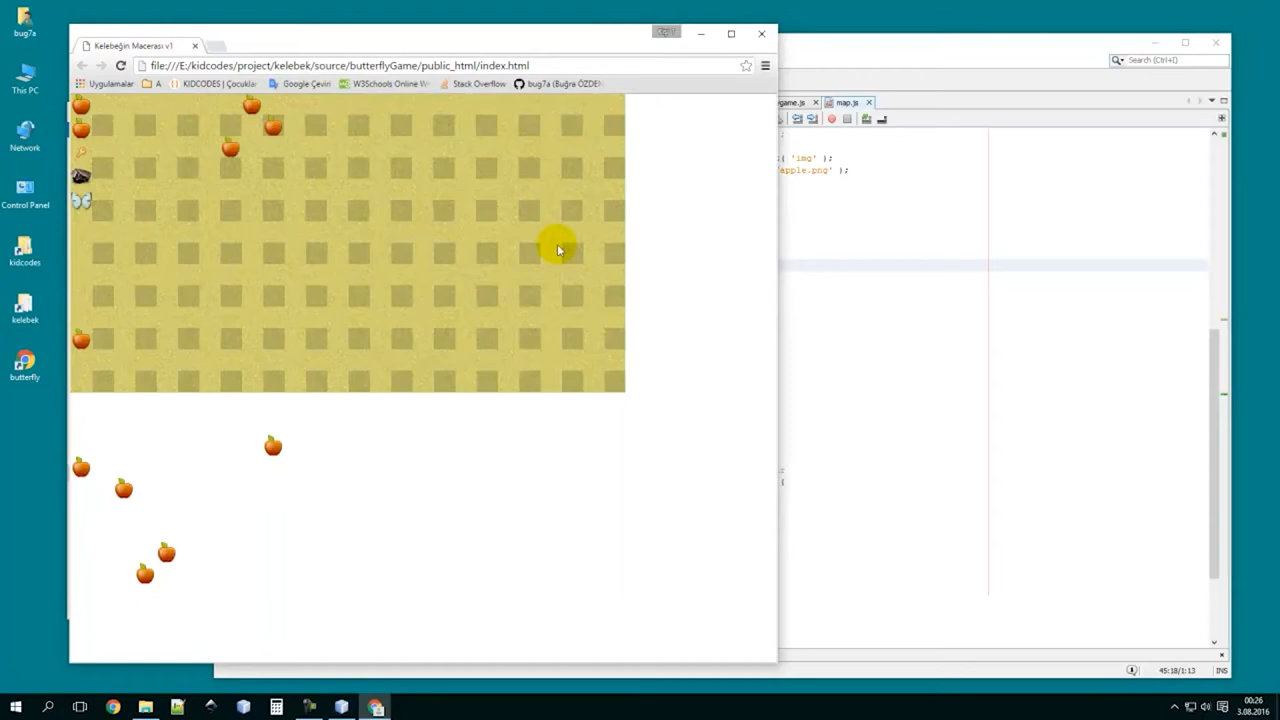 bug7a
This PC
Network
Control Panel
kidcodes
kelebek
butterfly
Kelebeğin Macerası v1
file:///E:/kidcodes/project/kelebek/source/butterflyGame/public_html/index.html
Uygulamalar
A
KIDCODES | Çocuklar
Google Çeviri
W3Schools Online We
Stack Overflow
bug7a (Buğra ÖZDEN
Search (Ctrl+I)
game.js
map.js
( 'img' );
apple.png' );
{
45:18/1:13
INS
00:26
3.08.2016